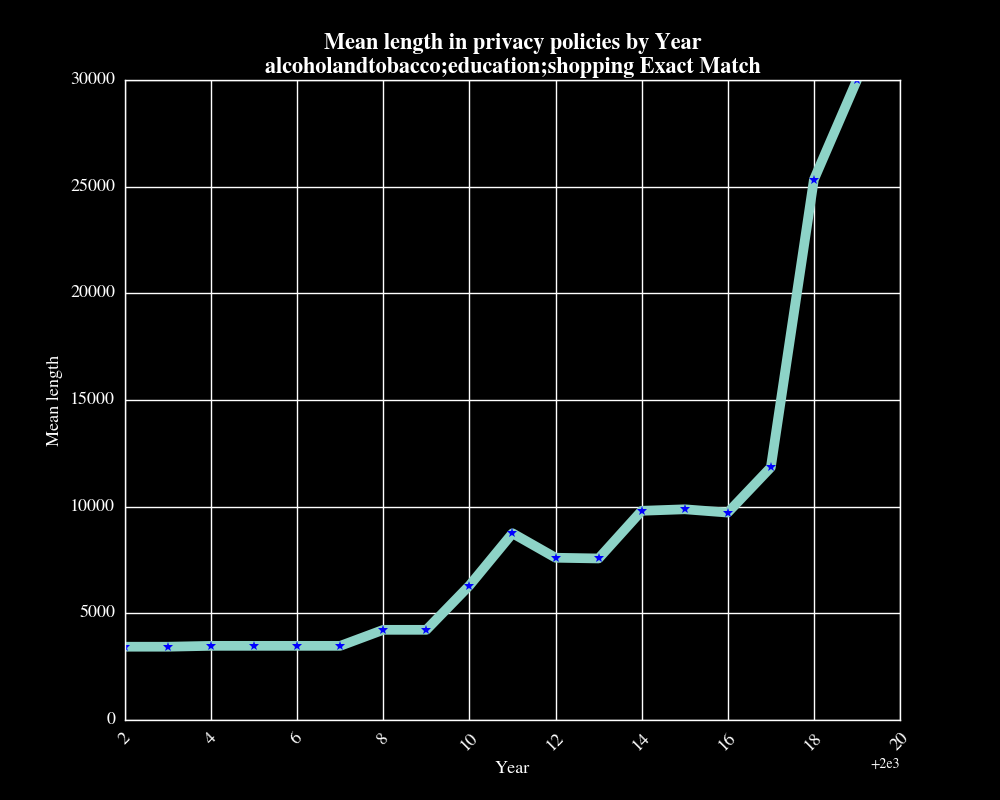 Mean length in privacy policies by Year
alcoholandtobacco;education;shopping Exact Match
30000
25000
20000
15000
10000
5000
0
Mean length
2 4 6 8 10 12 14 16 18 20
Year
+2e3